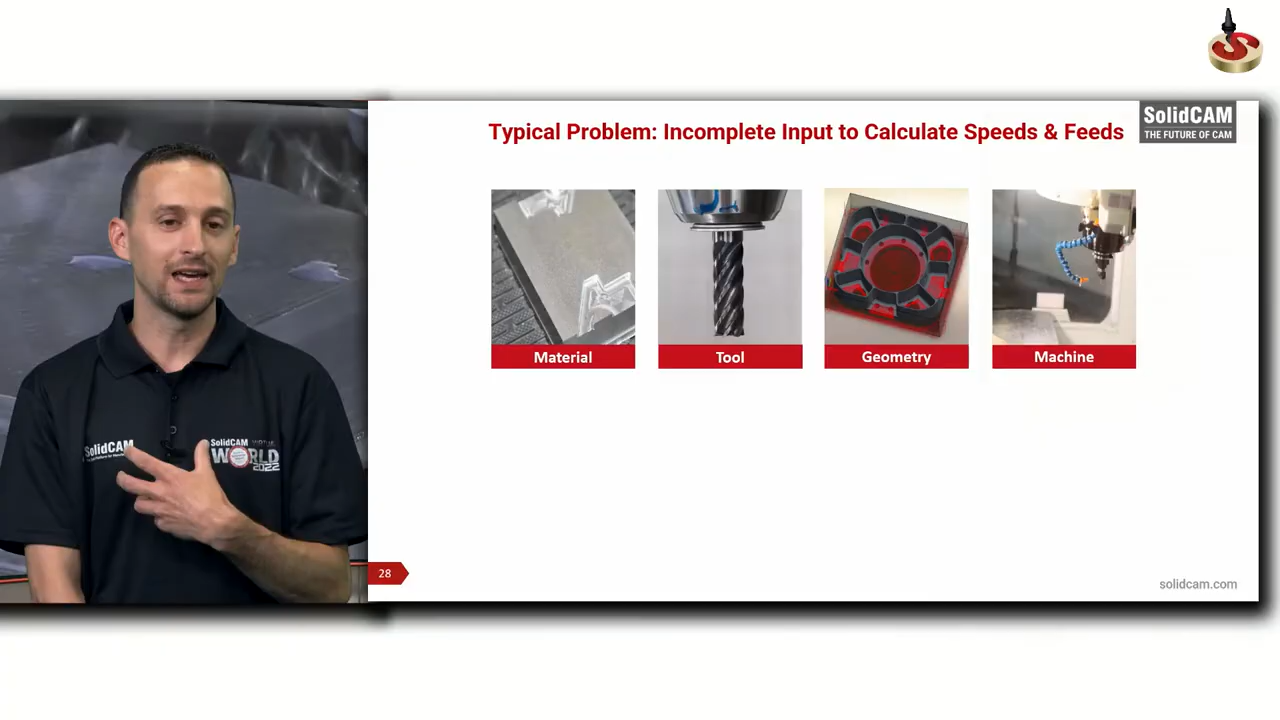 Typical Problem: Incomplete Input to Calculate Speeds & Feeds
SolidCAM
THE FUTURE OF CAM
Material
Tool
Geometry
Machine
SolidCAM
SolidCAM
WORLD
2022
28
solidcam.com